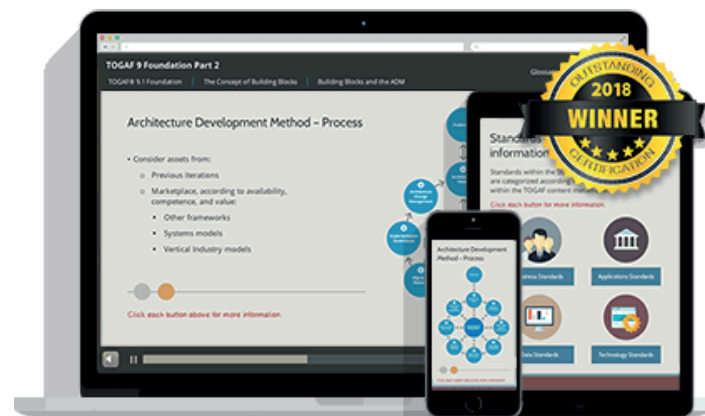 TOGAF 9 Foundation Part 2
TOGAF® 9.1 Foundation | The Concept of Building Blocks | Building Blocks and the ADM
Glossary
Architecture Development Method – Process
• Consider assets from:
Previous iterations
Marketplace, according to availability,
competence, and value:
Other frameworks
Systems models
Vertical Industry models
Click each button above for more information.
OUTSTANDING
2018
WINNER
CERTIFICATION
Standards
information
Standards within the
are categorized according
within the TOGAF content
Click each button for more information.
Business Standards
Applications Standards
Data Standards
Technology Standards
Architecture Development
Method – Process